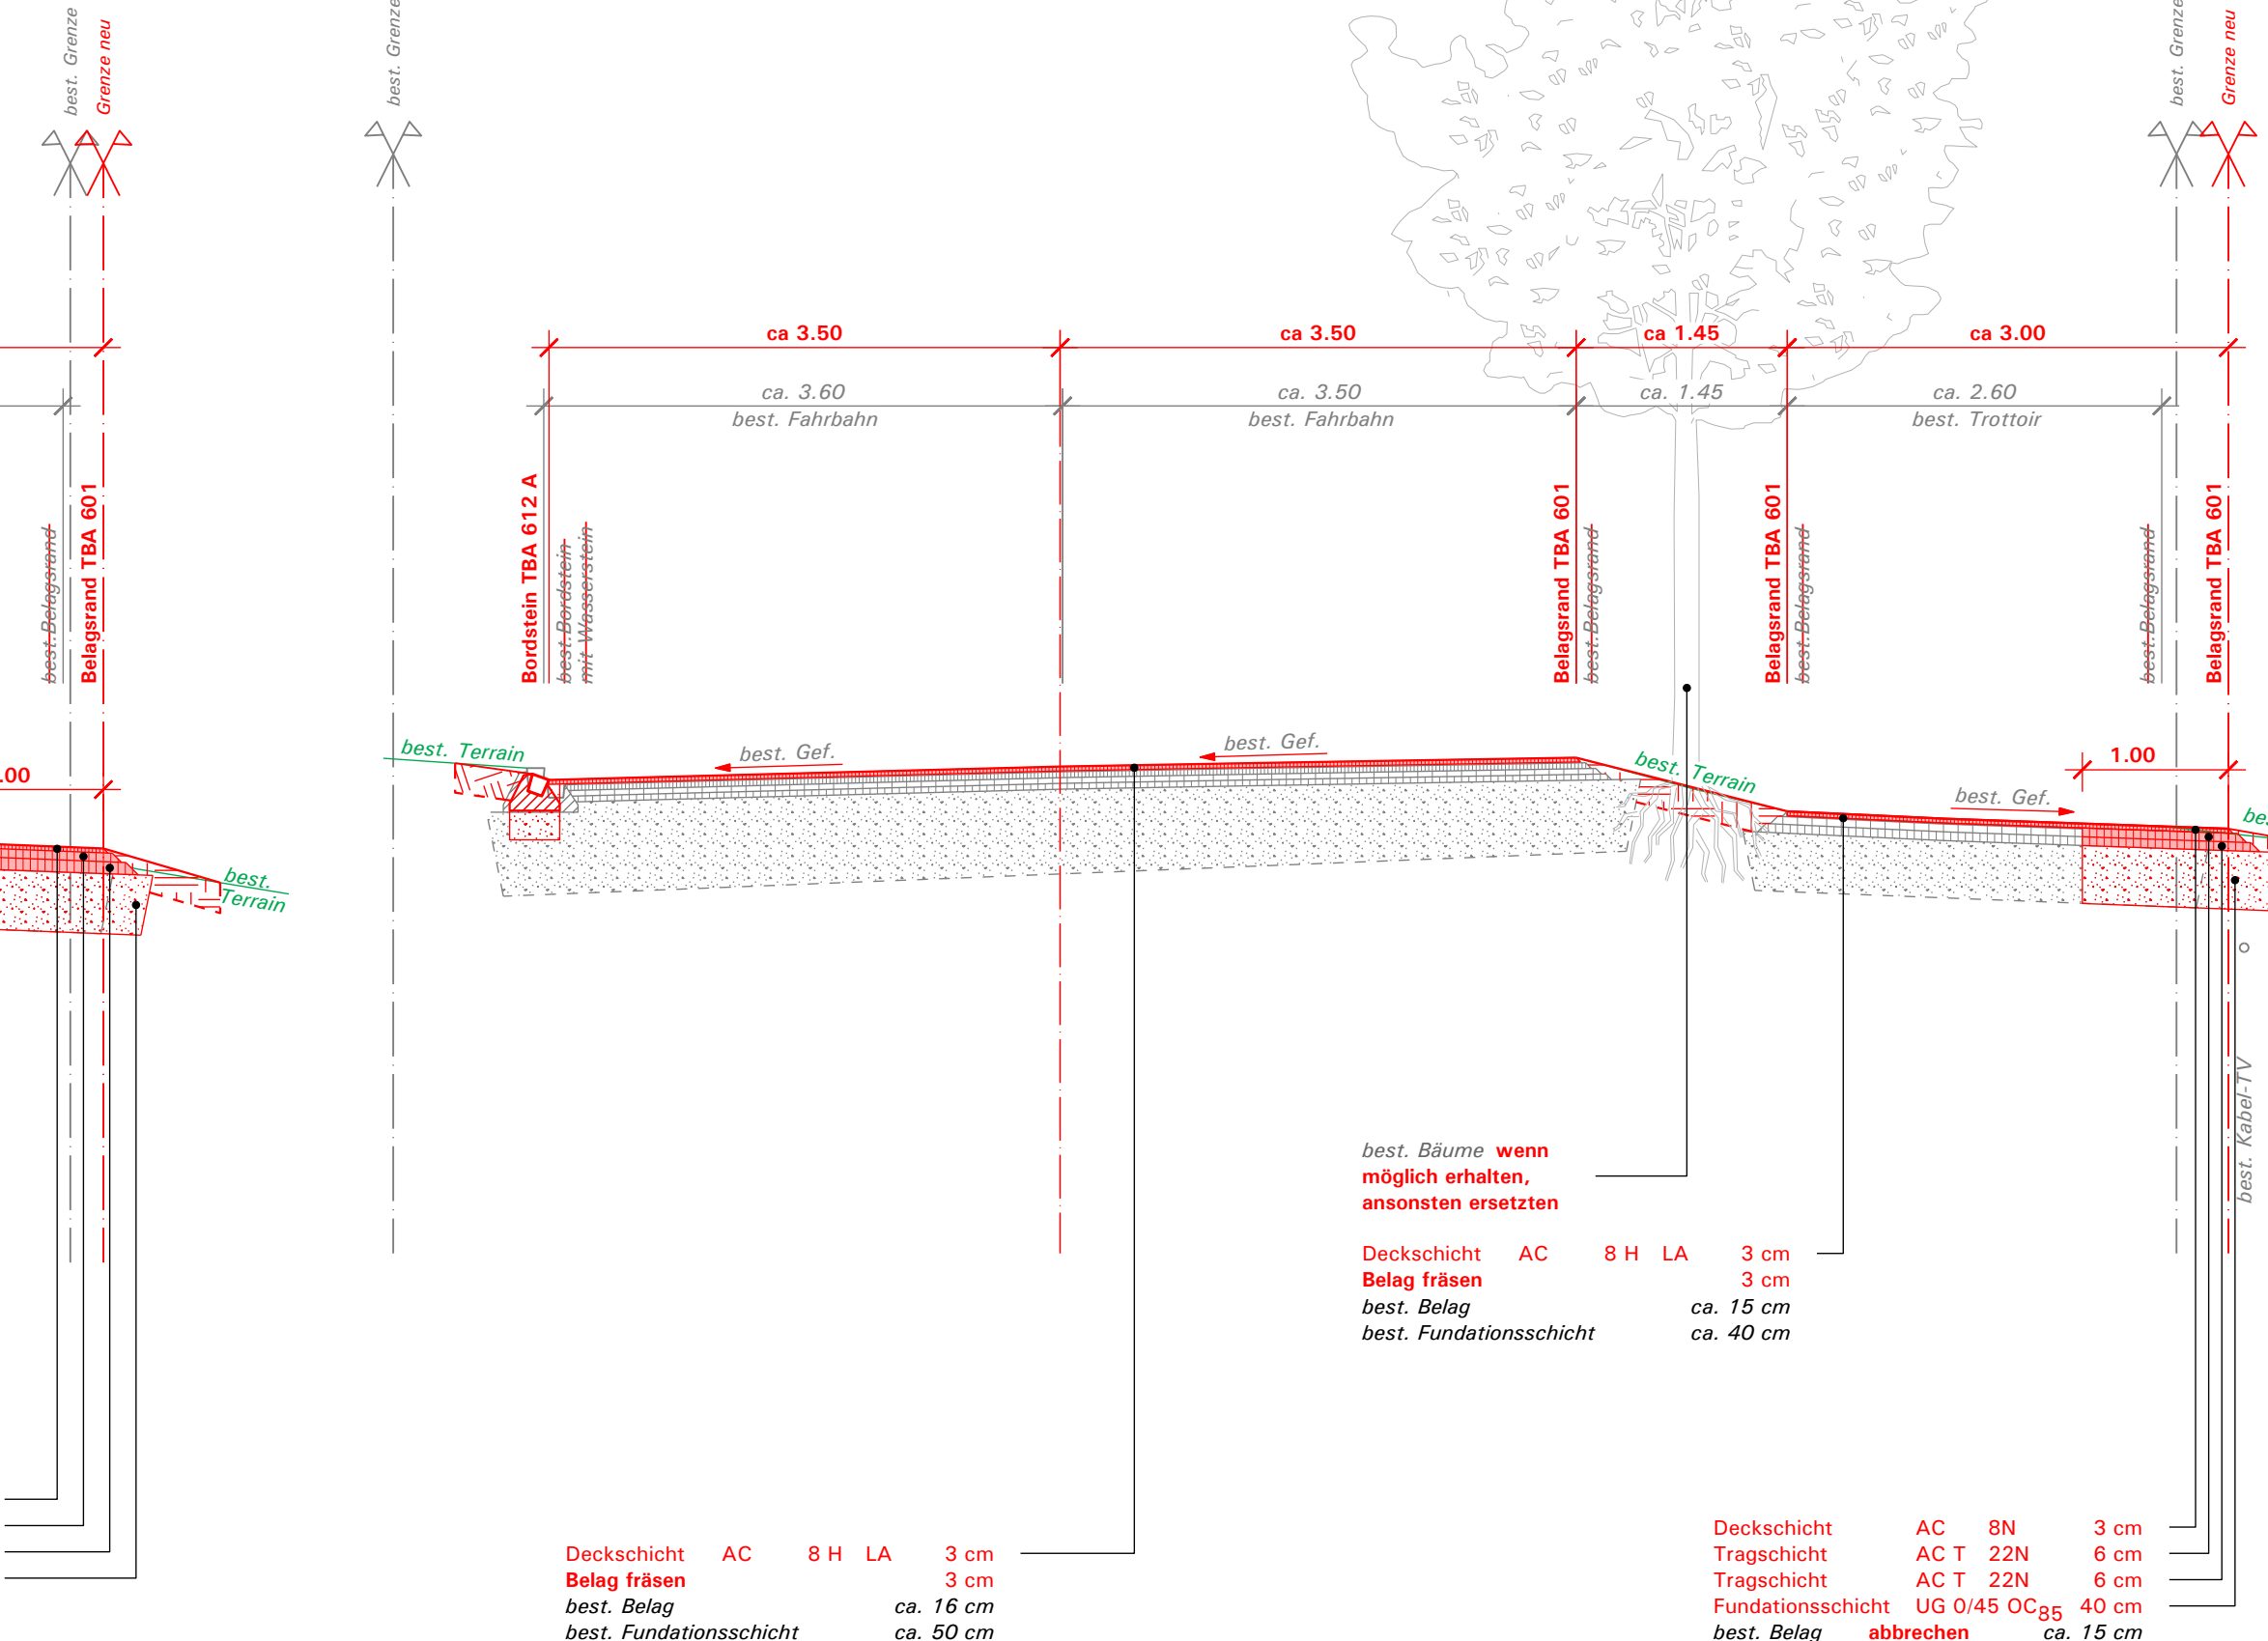 best. Grenze
Grenze neu
best. Grenze
best. Grenze
Grenze neu
ca 3.50
ca 3.50
ca 1.45
ca 3.00
ca. 3.60
best. Fahrbahn
ca. 3.50
best. Fahrbahn
ca. 1.45
ca. 2.60
best. Trottoir
best.Belagsrand
Belagsrand TBA 601
Bordstein TBA 612 A
best.Bordstein
mit Wasserstein
Belagsrand TBA 601
best.Belagsrand
Belagsrand TBA 601
best.Belagsrand
best.Belagsrand
Belagsrand TBA 601
best. Terrain
best. Gef.
best. Gef.
best. Terrain
best. Gef.
1.00
.00
best.
Terrain
best. Kabel-TV
best. Bäume wenn
möglich erhalten,
ansonsten ersetzten
Deckschicht AC 8 H LA 3 cm
Belag fräsen 3 cm
best. Belag ca. 15 cm
best. Fundationsschicht ca. 40 cm
Deckschicht AC 8 H LA 3 cm
Belag fräsen 3 cm
best. Belag ca. 16 cm
best. Fundationsschicht ca. 50 cm
Deckschicht AC 8N 3 cm
Tragschicht AC T 22N 6 cm
Tragschicht AC T 22N 6 cm
Fundationsschicht UG 0/45 OC85 40 cm
best. Belag abbrechen ca. 15 cm